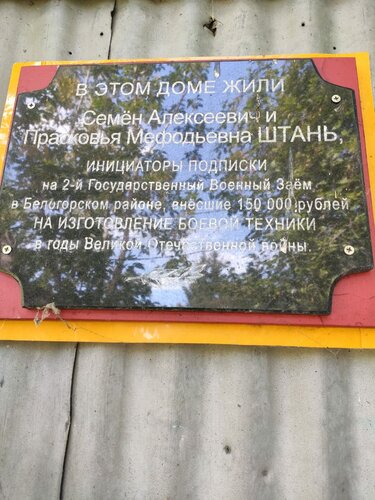 В ЭТОМ ДОМЕ ЖИЛИ
Семён Алексеевич и
Прасковья Мефодьевна ШТАНЬ,
ИНИЦИАТОРЫ ПОДПИСКИ
на 2-й Государственный Военный Заём
в Белогорском районе, внёсшие 150 000 рублей
НА ИЗГОТОВЛЕНИЕ БОЕВОЙ ТЕХНИКИ
в годы Великой Отечественной войны.